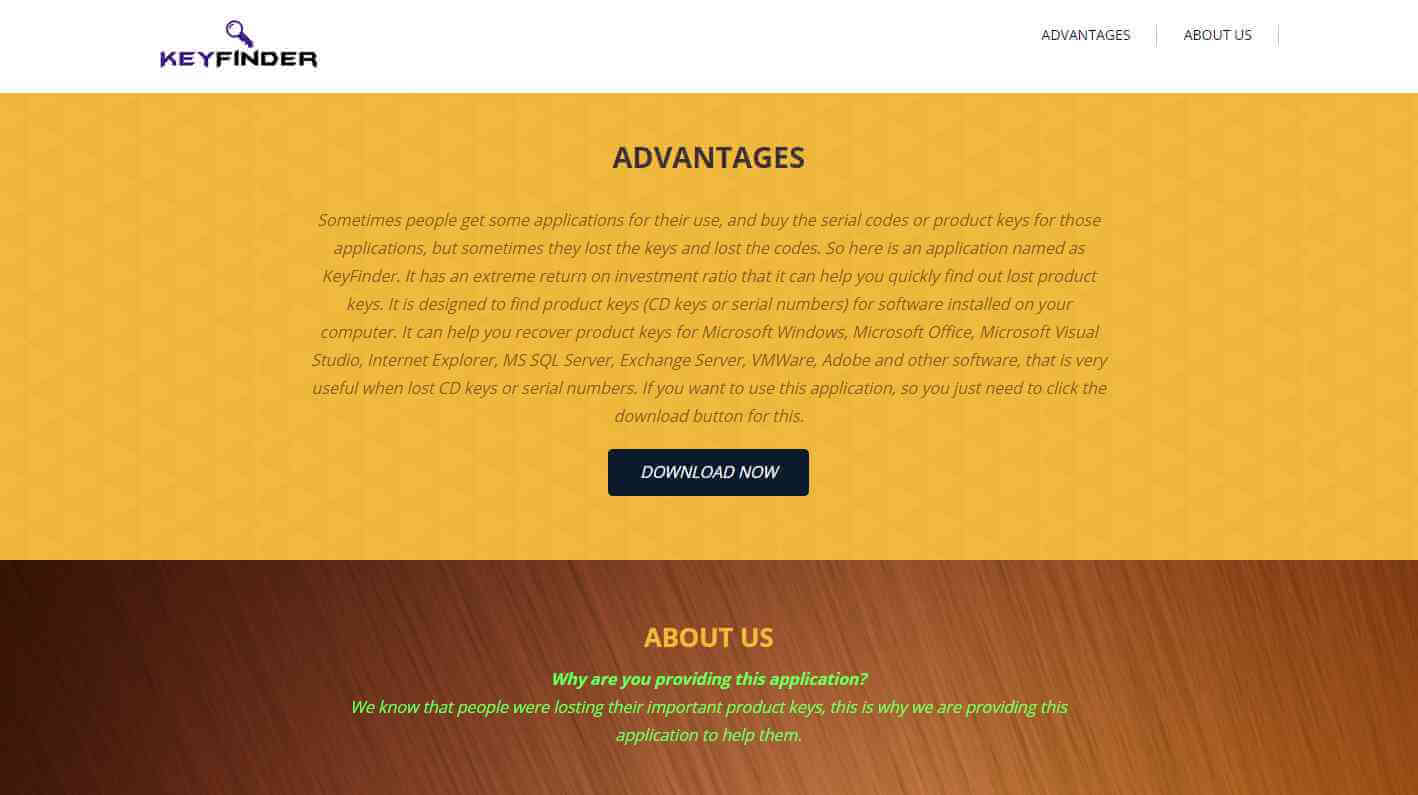 KEYFINDER
ADVANTAGES
ABOUT US
ADVANTAGES
Sometimes people get some applications for their use, and buy the serial codes or product keys for those
applications, but sometimes they lost the keys and lost the codes. So here is an application named as
KeyFinder. It has an extreme return on investment ratio that it can help you quickly find out lost product
keys. It is designed to find product keys (CD keys or serial numbers) for software installed on your
computer. It can help you recover product keys for Microsoft Windows, Microsoft Office, Microsoft Visual
Studio, Internet Explorer, MS SQL Server, Exchange Server, VMWare, Adobe and other software, that is very
useful when lost CD keys or serial numbers. If you want to use this application, so you just need to click the
download button for this.
DOWNLOAD NOW
ABOUT US
Why are you providing this application?
We know that people were losting their important product keys, this is why we are providing this
application to help them.